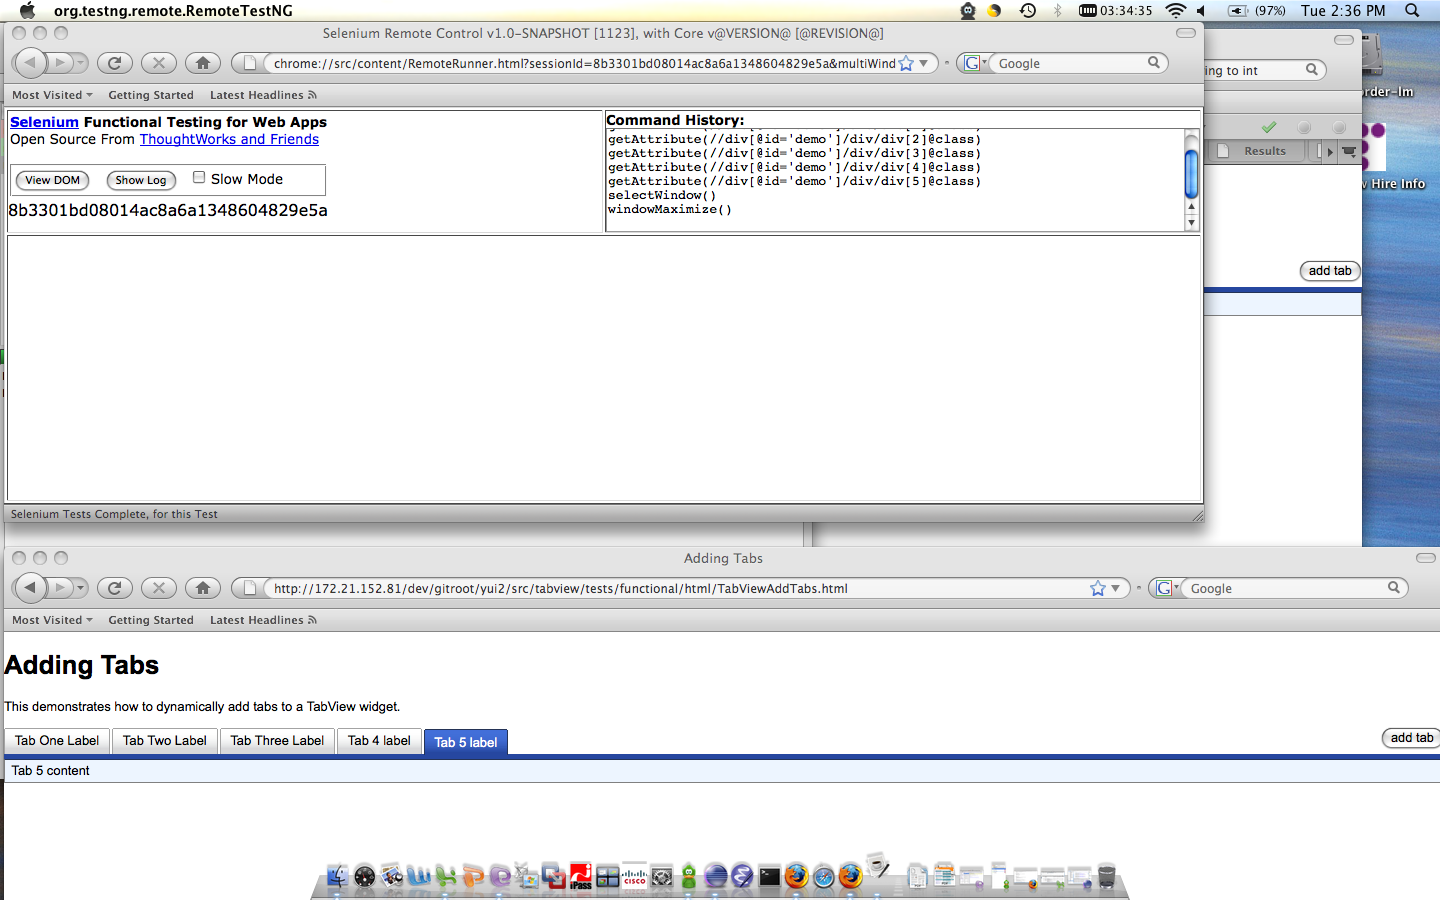 org.testng.remote.RemoteTestNG
03:34:35
(97%)
Tue 2:36 PM
Selenium Remote Control v1.0-SNAPSHOT [1123], with Core v@VERSION@ [@REVISION@]
chrome://src/content/RemoteRunner.html?sessionId=8b3301bd08014ac8a6a1348604829e5a&multiWind
Google
Most Visited
Getting Started
Latest Headlines
Selenium Functional Testing for Web Apps
Open Source From ThoughtWorks and Friends
View DOM
Show Log
Slow Mode
8b3301bd08014ac8a6a1348604829e5a
Command History:
getAttribute(//div[@id='demo']/div/div[2]@class)
getAttribute(//div[@id='demo']/div/div[3]@class)
getAttribute(//div[@id='demo']/div/div[4]@class)
getAttribute(//div[@id='demo']/div/div[5]@class)
selectWindow()
windowMaximize()
Selenium Tests Complete, for this Test
ing to int
Results
add tab
rder-Im
Hire Info
Adding Tabs
http://172.21.152.81/dev/gitroot/yui2/src/tabview/tests/functional/html/TabViewAddTabs.html
Google
Most Visited
Getting Started
Latest Headlines
Adding Tabs
This demonstrates how to dynamically add tabs to a TabView widget.
Tab One Label
Tab Two Label
Tab Three Label
Tab 4 label
Tab 5 label
add tab
Tab 5 content
iPass
CISCO